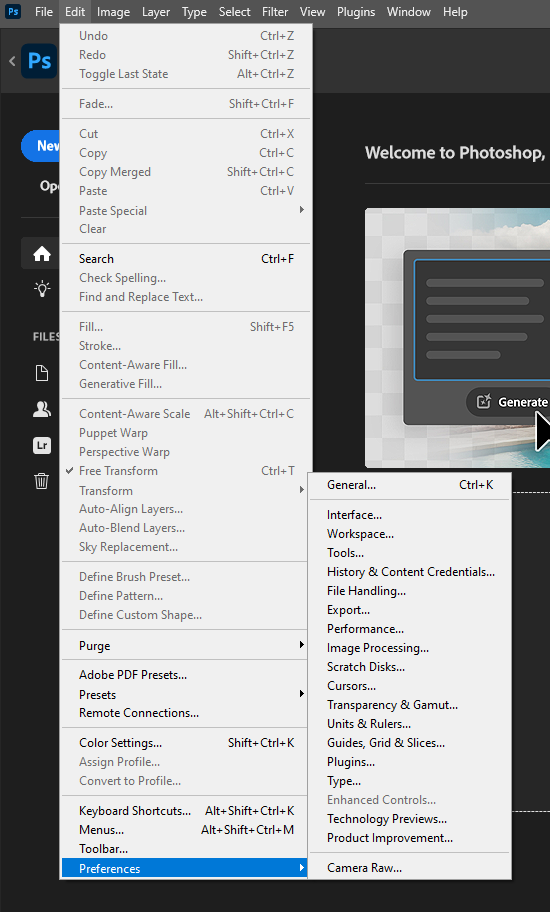 Ps File Edit Image Layer Type Select Filter View Plugins Window Help
Ps
Undo Ctrl+Z
Redo Shift+Ctrl+Z
Toggle Last State Alt+Ctrl+Z
Fade... Shift+Ctrl+F
Cut Ctrl+X
Copy Ctrl+C
Copy Merged Shift+Ctrl+C
Paste Ctrl+V
Paste Special
Clear
Search Ctrl+F
Check Spelling...
Find and Replace Text...
Fill... Shift+F5
Stroke...
Content-Aware Fill...
Generative Fill...
Content-Aware Scale Alt+Shift+Ctrl+C
Puppet Warp
Perspective Warp
Free Transform Ctrl+T
Transform
Auto-Align Layers...
Auto-Blend Layers...
Sky Replacement...
Define Brush Preset...
Define Pattern...
Define Custom Shape...
Purge
Adobe PDF Presets...
Presets
Remote Connections...
Color Settings... Shift+Ctrl+K
Assign Profile...
Convert to Profile...
Keyboard Shortcuts... Alt+Shift+Ctrl+K
Menus... Alt+Shift+Ctrl+M
Toolbar...
Preferences
General... Ctrl+K
Interface...
Workspace...
Tools...
History & Content Credentials...
File Handling...
Export...
Performance...
Image Processing...
Scratch Disks...
Cursors...
Transparency & Gamut...
Units & Rulers...
Guides, Grid & Slices...
Plugins...
Type...
Enhanced Controls...
Technology Previews...
Product Improvement...
Camera Raw...
New
Ope
FILES
Lr
Welcome to Photoshop,
Generate